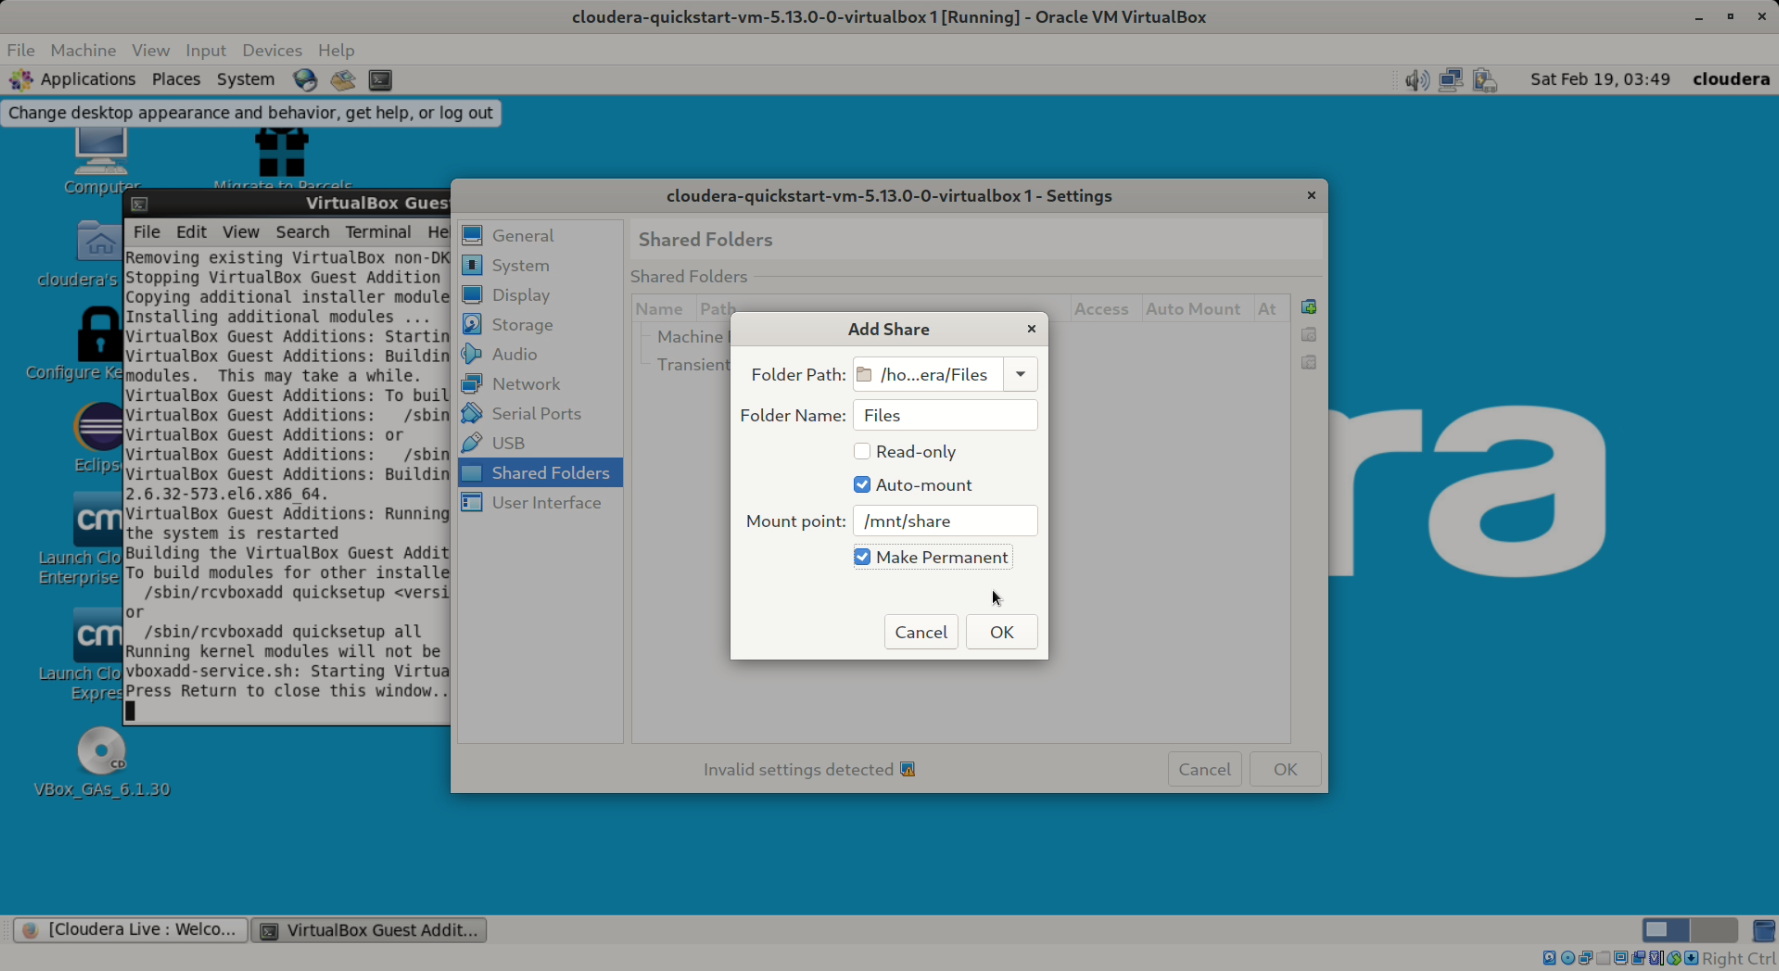 cloudera-quickstart-vm-5.13.0-0-virtualbox 1 [Running] - Oracle VM VirtualBox
File Machine View Input Devices Help
Applications Places System
Sat Feb 19, 03:49 cloudera
Change desktop appearance and behavior, get help, or log out
Computer
Migrate to Parcels
cloudera's
Configure Ke
Eclips
Launch Clo
Enterprise
Launch Clo
Expres
VBox_GAs_6.1.30
VirtualBox Gues
File Edit View Search Terminal He
Removing existing VirtualBox non-DK
Stopping VirtualBox Guest Addition
Copying additional installer module
Installing additional modules ...
VirtualBox Guest Additions: Startin
VirtualBox Guest Additions: Buildin
modules.  This may take a while.
VirtualBox Guest Additions: To buil
VirtualBox Guest Additions:   /sbin
VirtualBox Guest Additions: or
VirtualBox Guest Additions:   /sbin
VirtualBox Guest Additions: Buildin
2.6.32-573.el6.x86_64.
VirtualBox Guest Additions: Running
the system is restarted
Building the VirtualBox Guest Addit
To build modules for other installe
  /sbin/rcvboxadd quicksetup <versi
or
  /sbin/rcvboxadd quicksetup all
Running kernel modules will not be
vboxadd-service.sh: Starting Virtua
Press Return to close this window..
cloudera-quickstart-vm-5.13.0-0-virtualbox 1 - Settings
General
System
Display
Storage
Audio
Network
Serial Ports
USB
Shared Folders
User Interface
Shared Folders
Shared Folders
Name Path Access Auto Mount At
Machine
Transient
Add Share
Folder Path: /ho...era/Files
Folder Name: Files
Read-only
Auto-mount
Mount point: /mnt/share
Make Permanent
Cancel OK
Invalid settings detected
Cancel OK
ra
cm
cm
CD
[Cloudera Live : Welco...
VirtualBox Guest Addit...
Right Ctrl